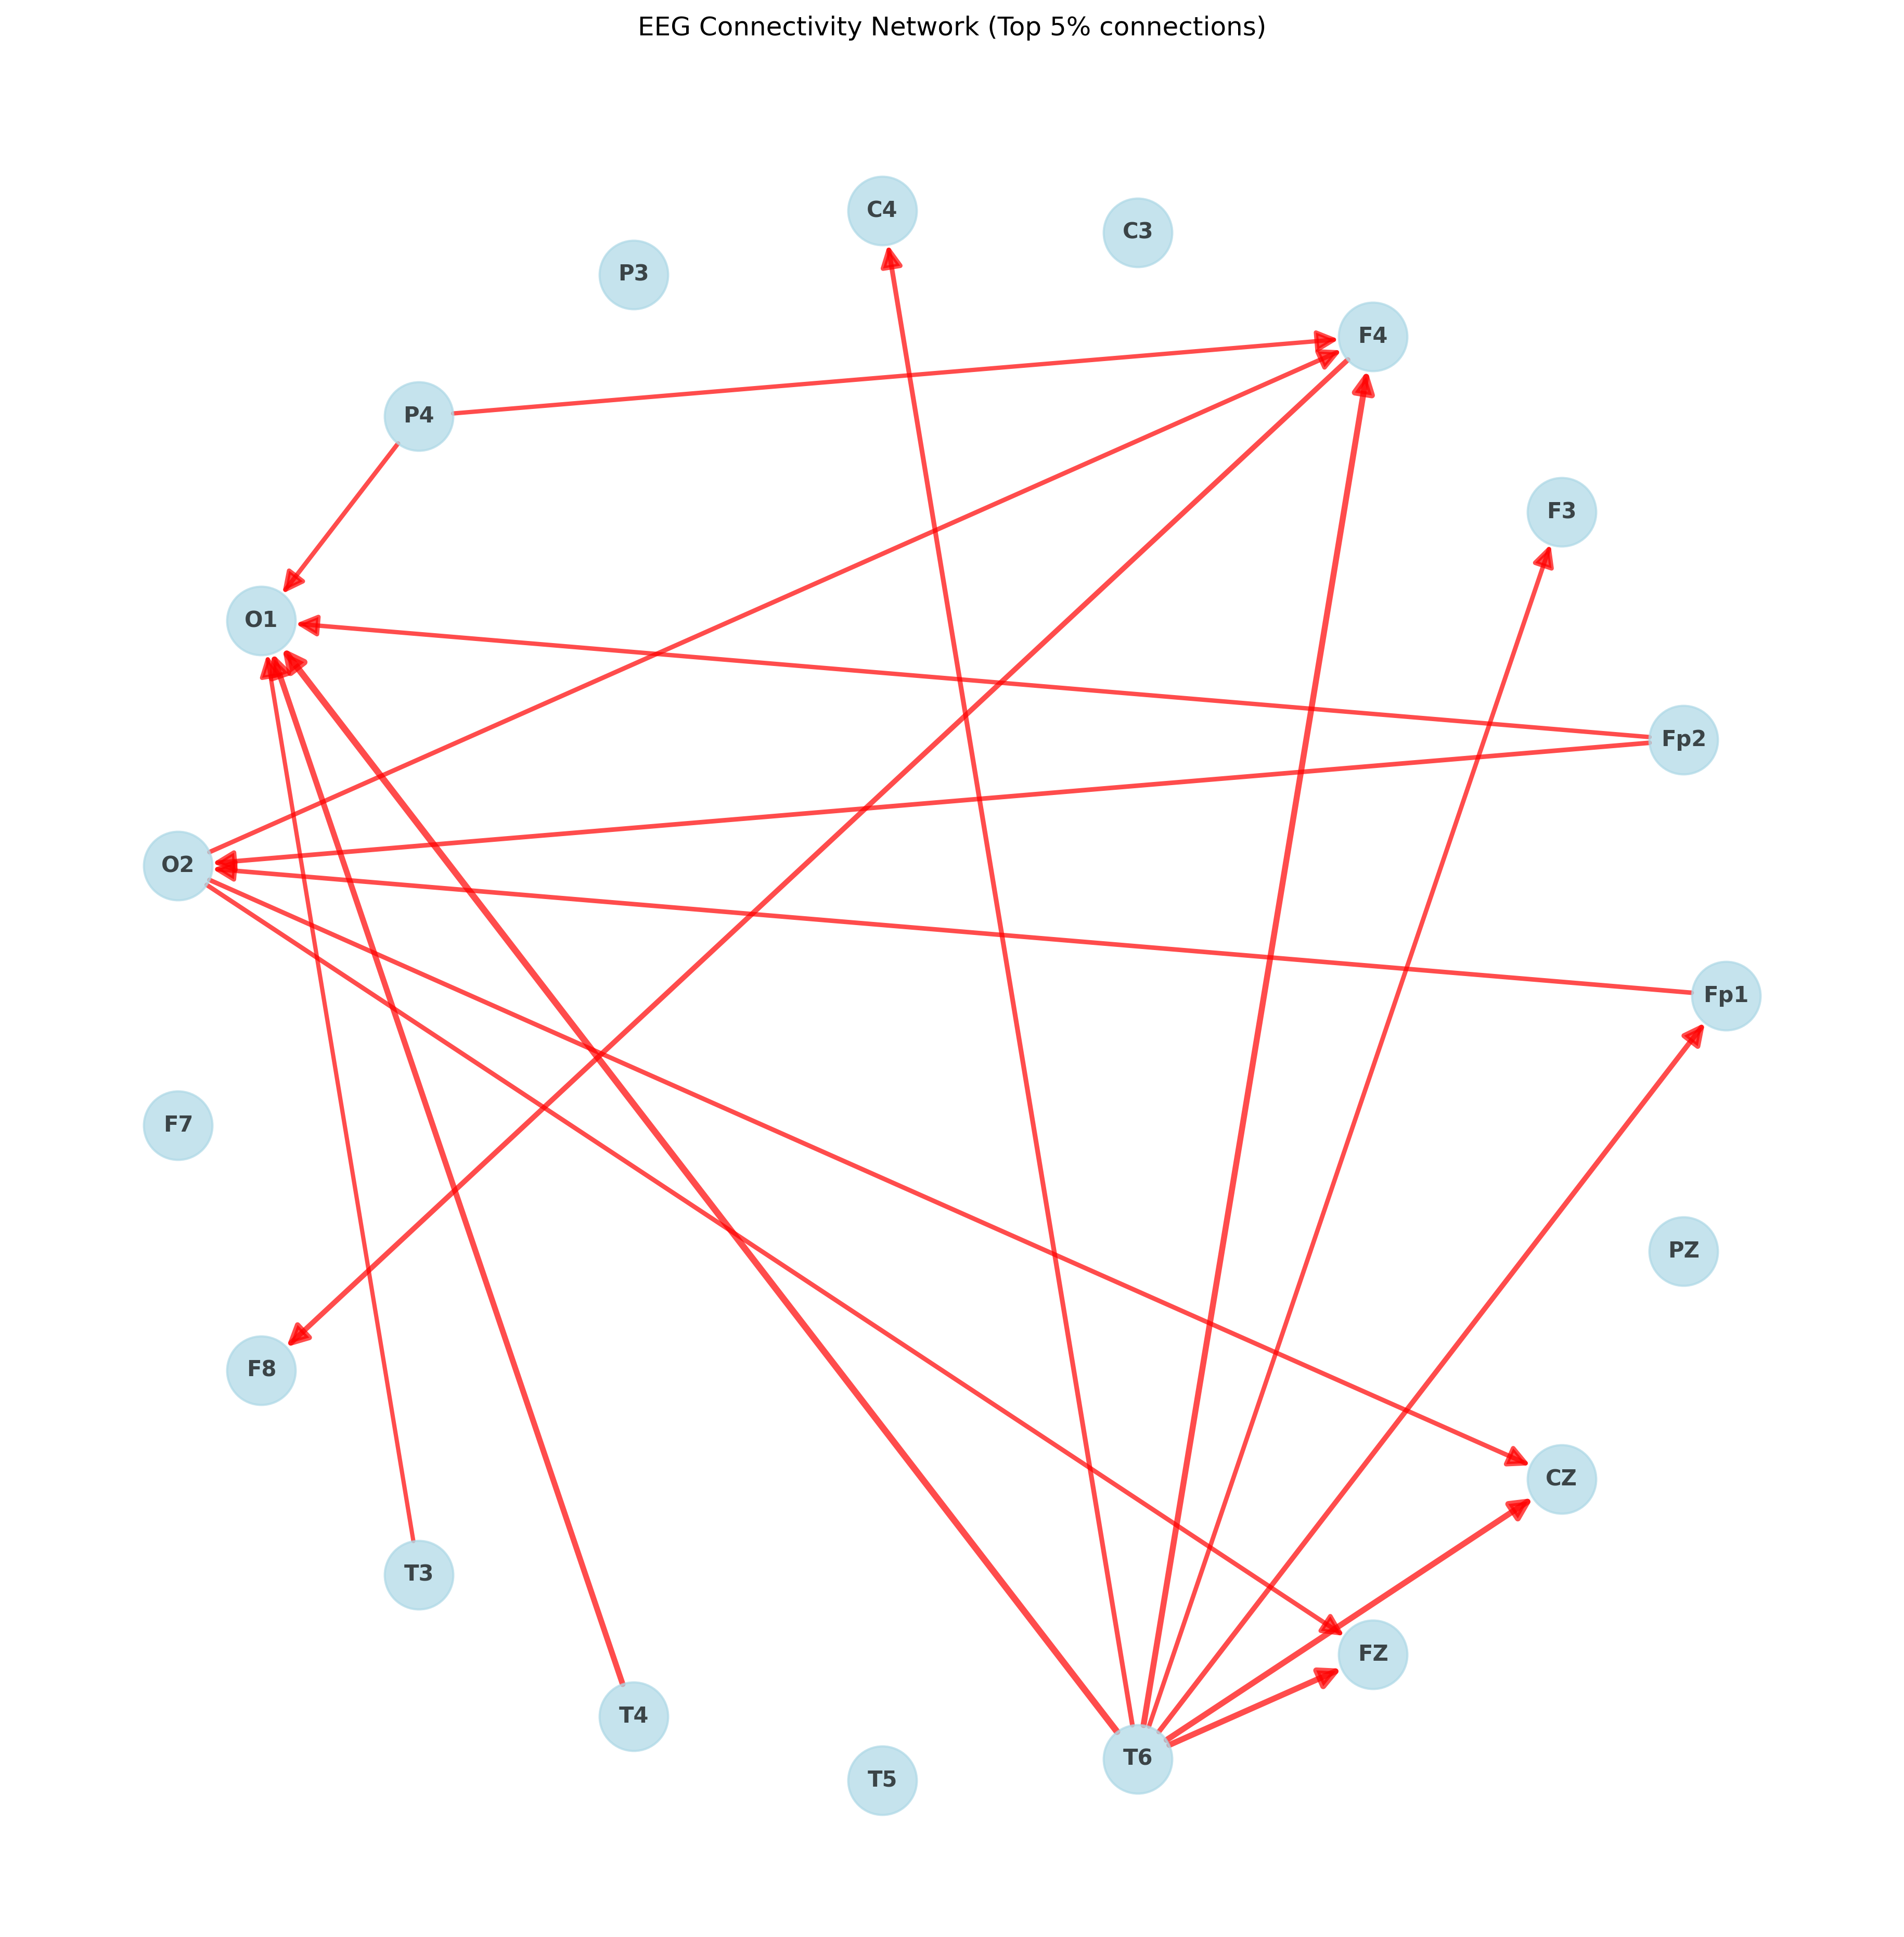 EEG Connectivity Network (Top 5% connections)
C4
C3
P3
F4
P4
F3
O1
Fp2
O2
Fp1
F7
PZ
F8
CZ
T3
FZ
T4
T6
T5